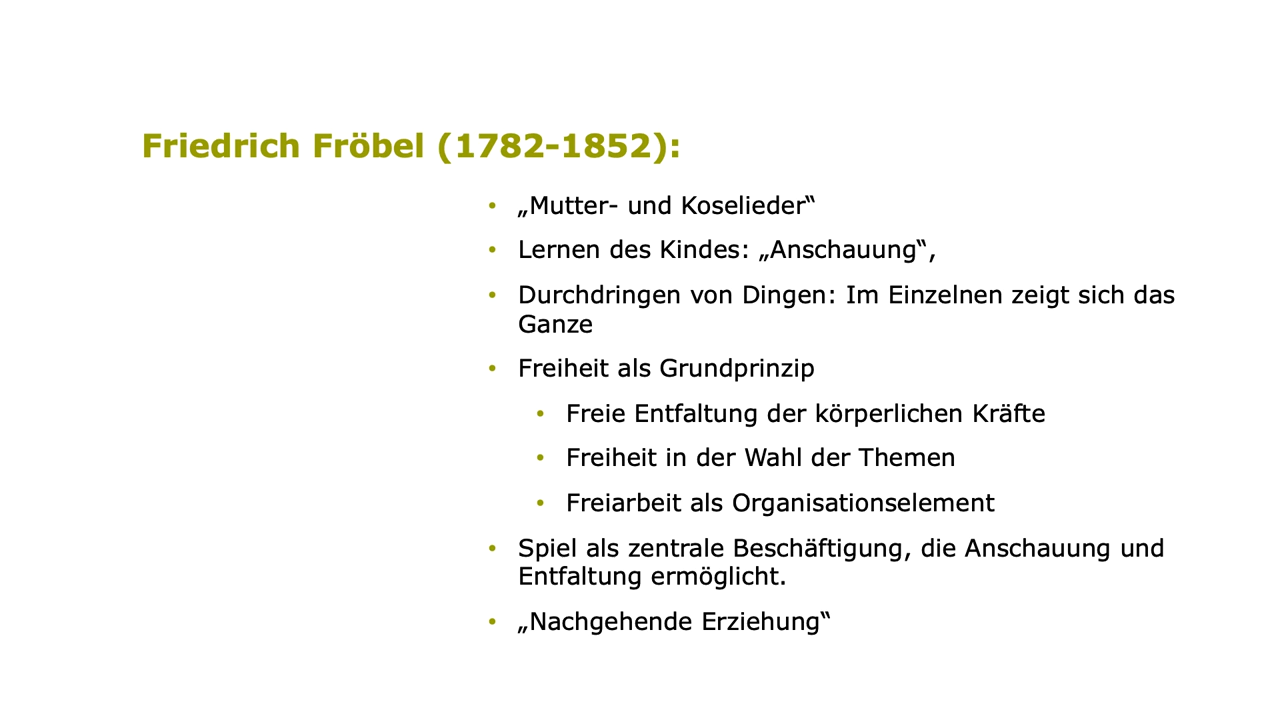 Friedrich Fröbel (1782-1852):
• „Mutter- und Koselieder“
• Lernen des Kindes: „Anschauung“,
• Durchdringen von Dingen: Im Einzelnen zeigt sich das
Ganze
• Freiheit als Grundprinzip
• Freie Entfaltung der körperlichen Kräfte
• Freiheit in der Wahl der Themen
• Freiarbeit als Organisationselement
• Spiel als zentrale Beschäftigung, die Anschauung und
Entfaltung ermöglicht.
• „Nachgehende Erziehung“